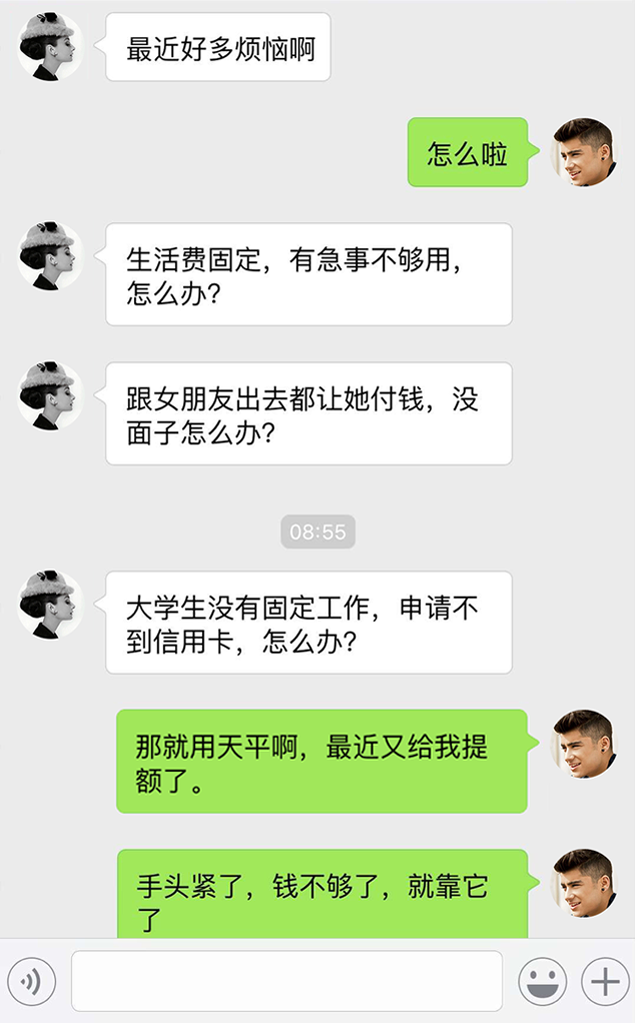 最近好多烦恼啊
怎么啦
生活费固定，有急事不够用，
怎么办？
跟女朋友出去都让她付钱，没
面子怎么办？
08:55
大学生没有固定工作，申请不
到信用卡，怎么办？
那就用天平啊，最近又给我提
额了。
手头紧了，钱不够了，就靠它
了